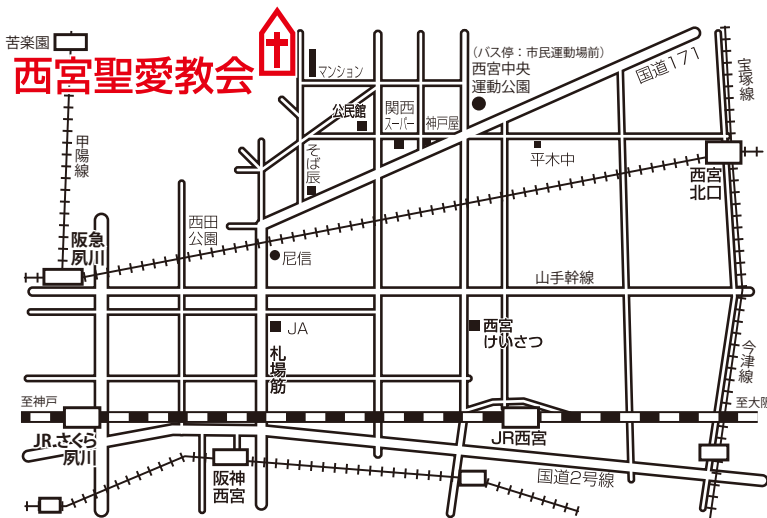 苦楽園
西宮聖愛教会
マンション
(バス停：市民運動場前)
西宮中央
運動公園
国道171
宝塚線
公民館
関西
スーパー
神戸屋
甲陽線
そば辰
平木中
西宮
北口
西田
公園
阪急
夙川
尼信
山手幹線
JA
西宮
けいさつ
札場筋
今津線
至神戸
至大阪
JR さくら
夙川
JR西宮
阪神
西宮
国道2号線